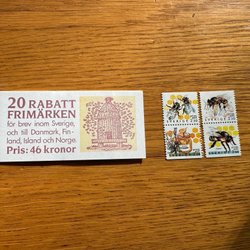 20 RABATT
FRIMÄRKEN
för brev inom Sverige,
och till Danmark, Fin-
land, Island och Norge.
Pris: 46 kronor